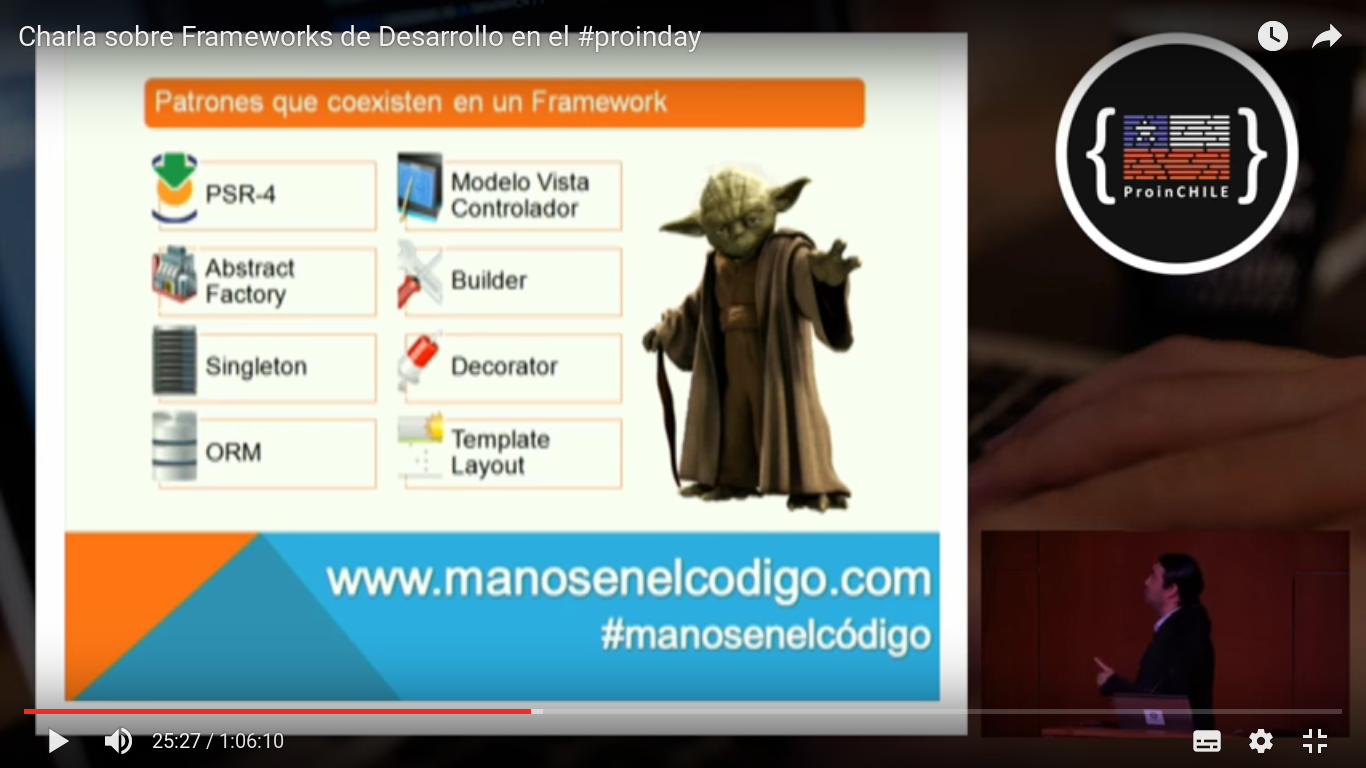 Charla sobre Frameworks de Desarrollo en el #proinday
Patrones que coexisten en un Framework
PSR-4
Modelo Vista
Controlador
Abstract
Factory
Builder
Singleton
Decorator
ORM
Template
Layout
www.manosenelcodigo.com
#manosenelcódigo
ProinCHILE
25:27 / 1:06:10